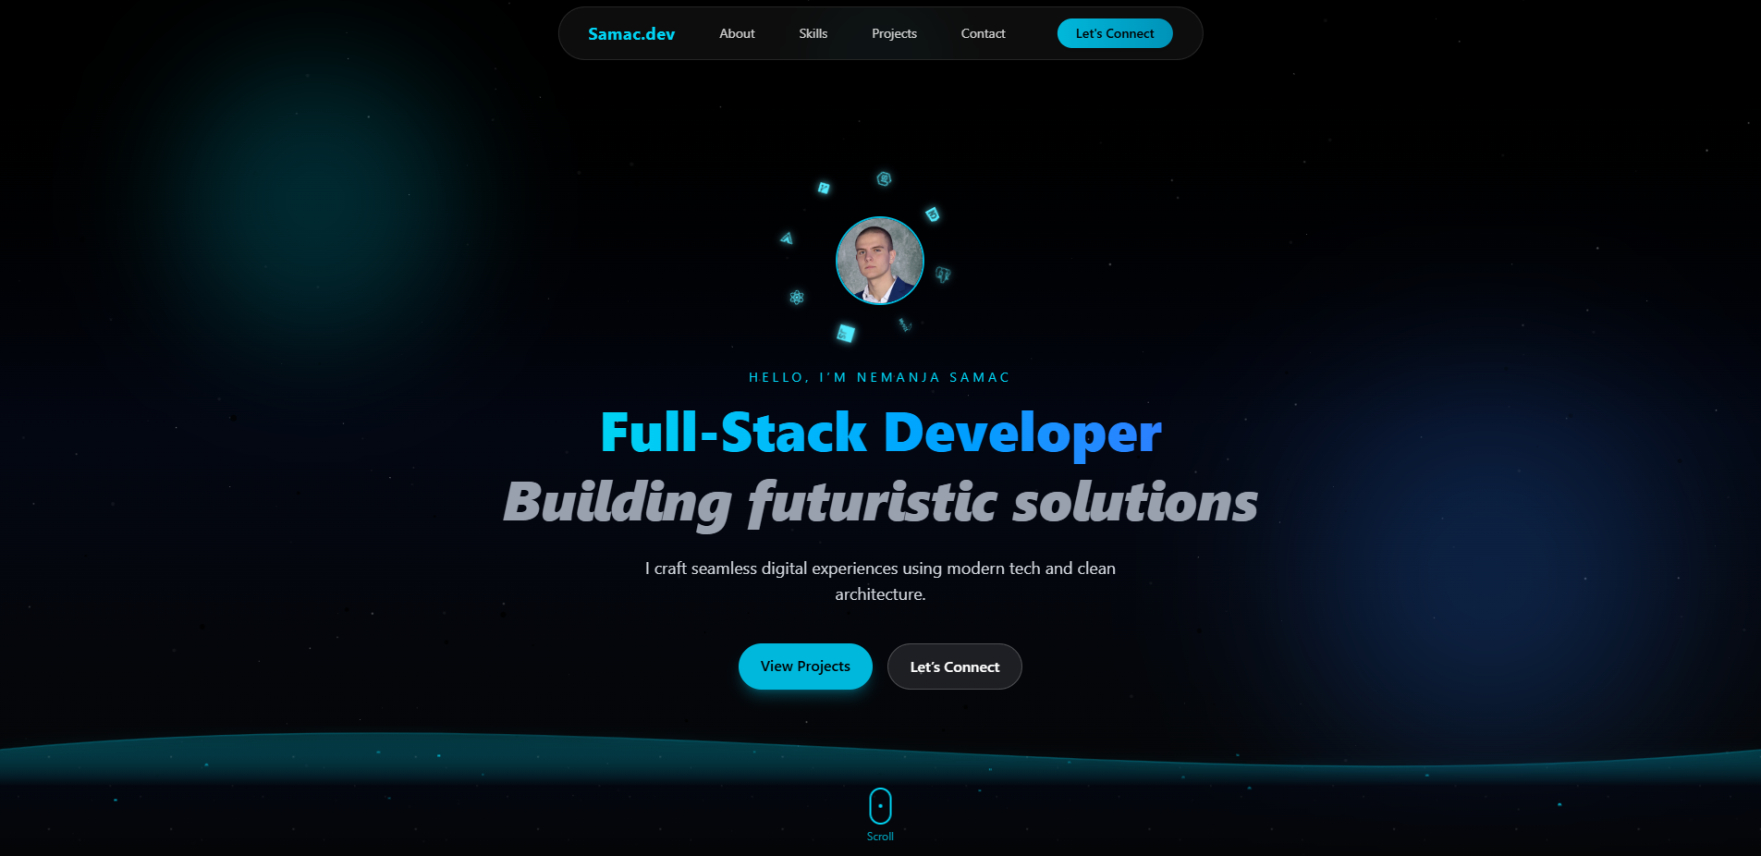 Samac.dev About Skills Projects Contact Let's Connect
HELLO, I'M NEMANJA SAMAC
Full-Stack Developer
Building futuristic solutions
I craft seamless digital experiences using modern tech and clean
architecture.
View Projects Let's Connect
Scroll